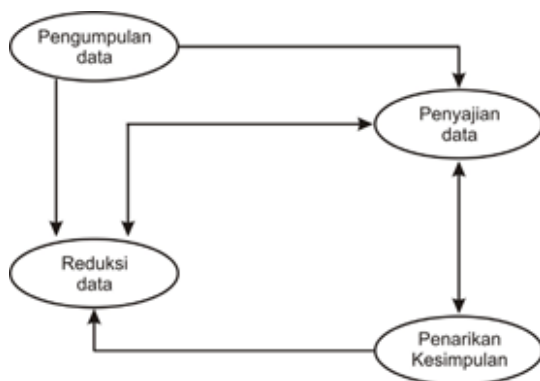 Pengumpulan
data
Penyajian
data
Reduksi
data
Penarikan
Kesimpulan